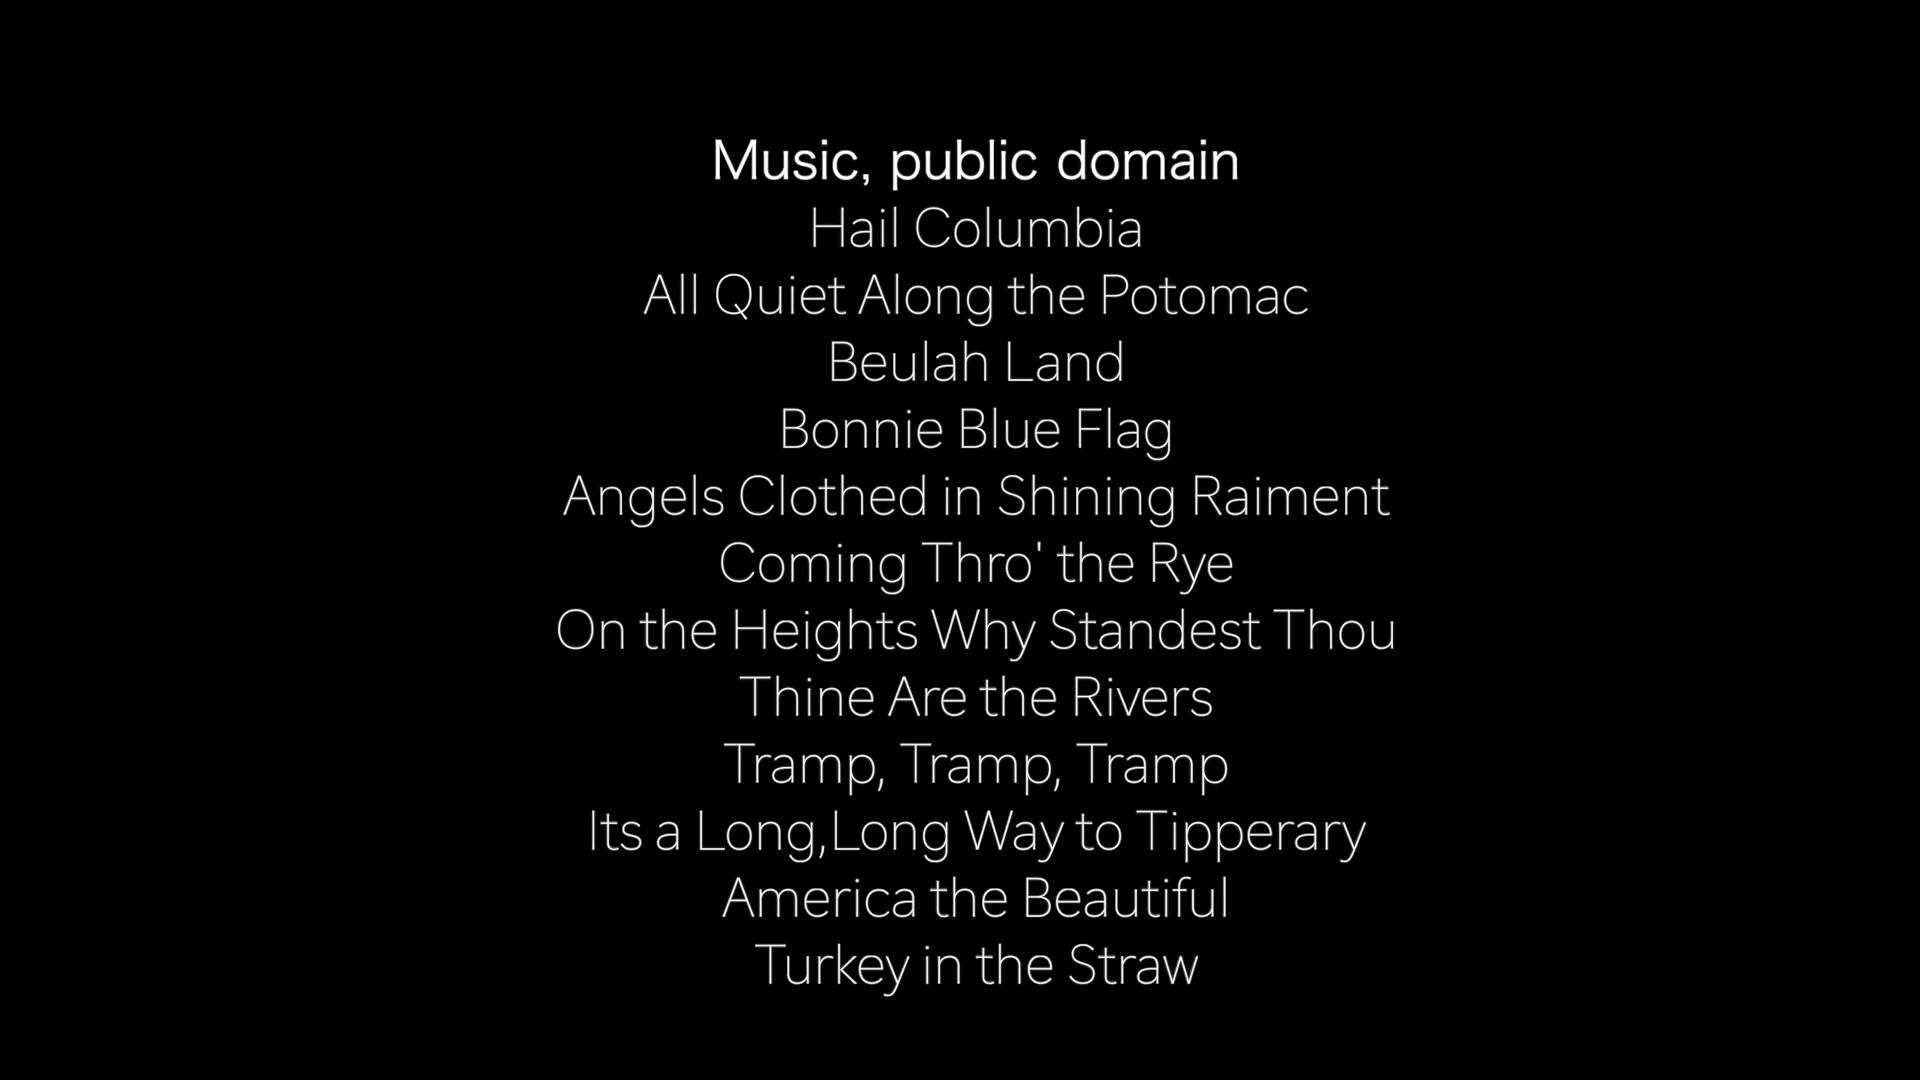 Music, public domain
Hail Columbia
All Quiet Along the Potomac
Beulah Land
Bonnie Blue Flag
Angels Clothed in Shining Raiment
Coming Thro' the Rye
On the Heights Why Standest Thou
Thine Are the Rivers
Tramp, Tramp, Tramp
Its a Long,Long Way to Tipperary
America the Beautiful
Turkey in the Straw